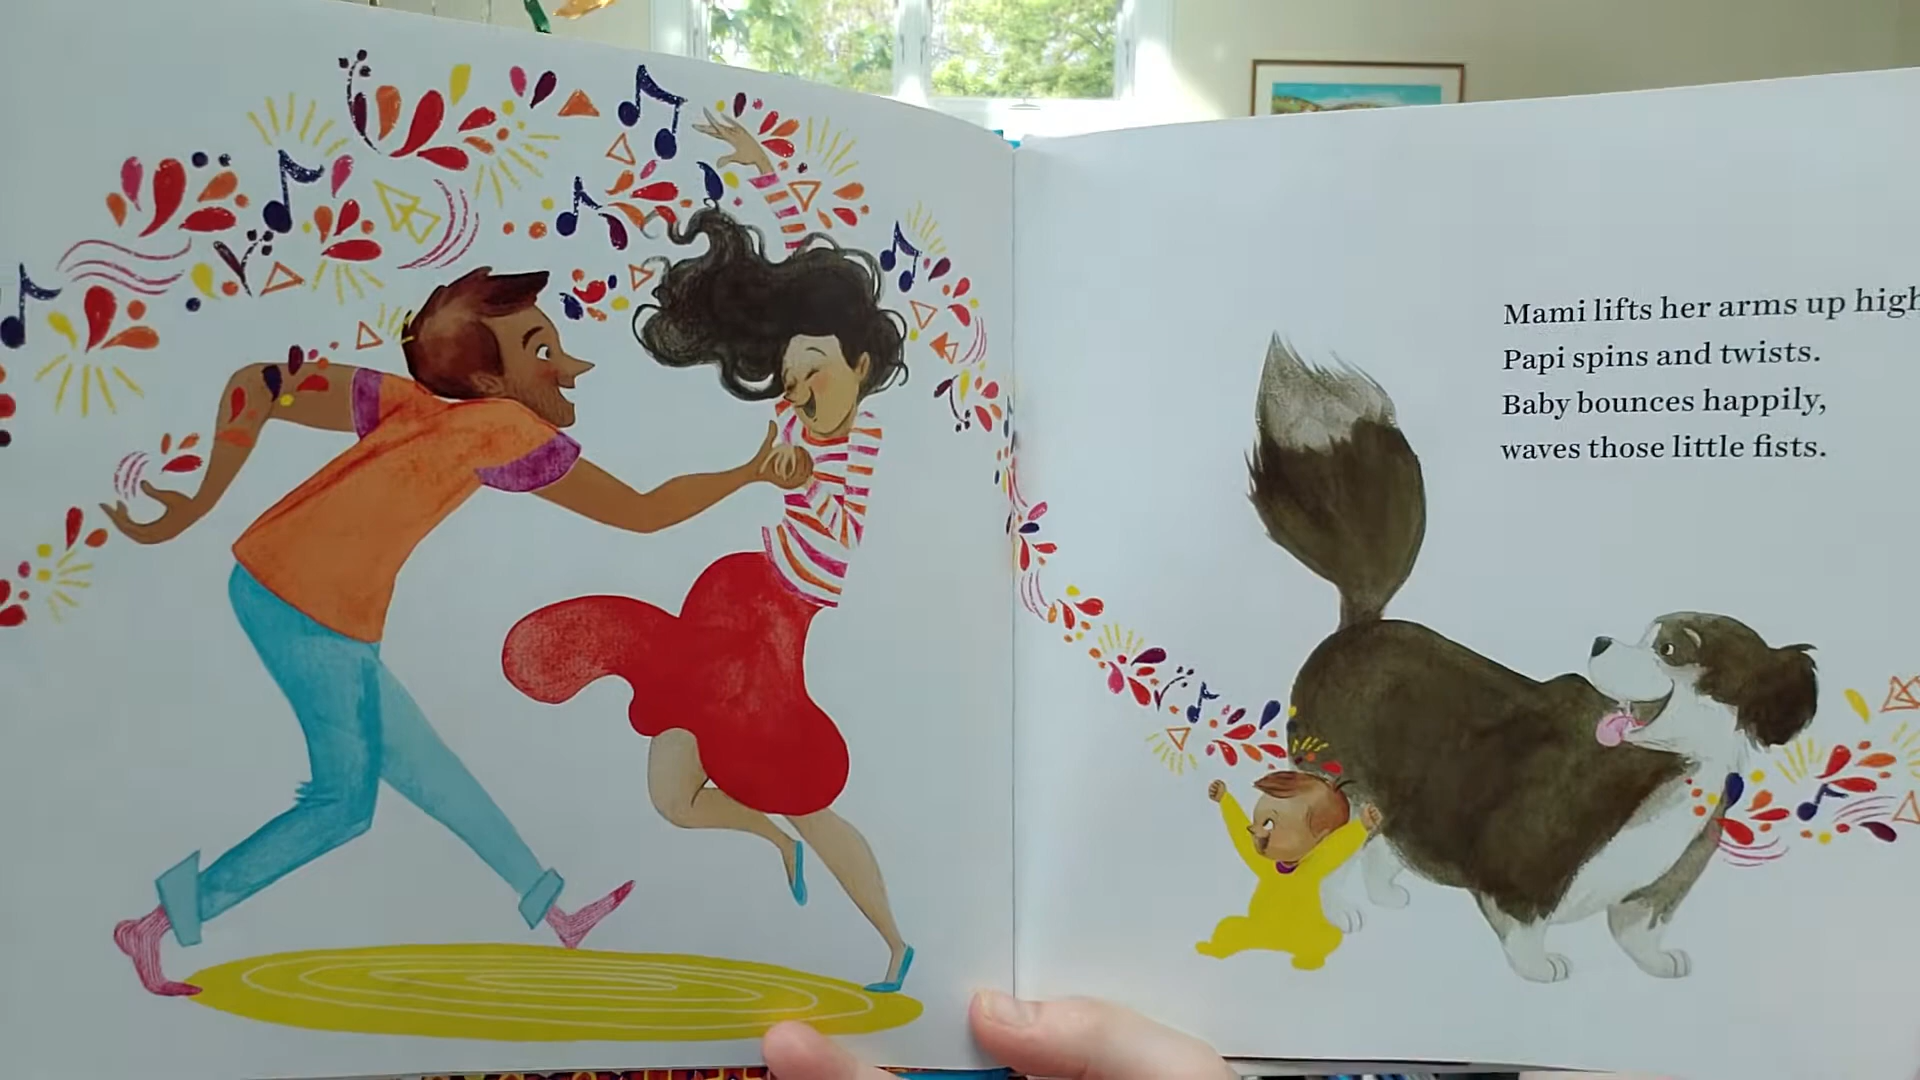 Mami lifts her arms up high
Papi spins and twists.
Baby bounces happily,
waves those little fists.